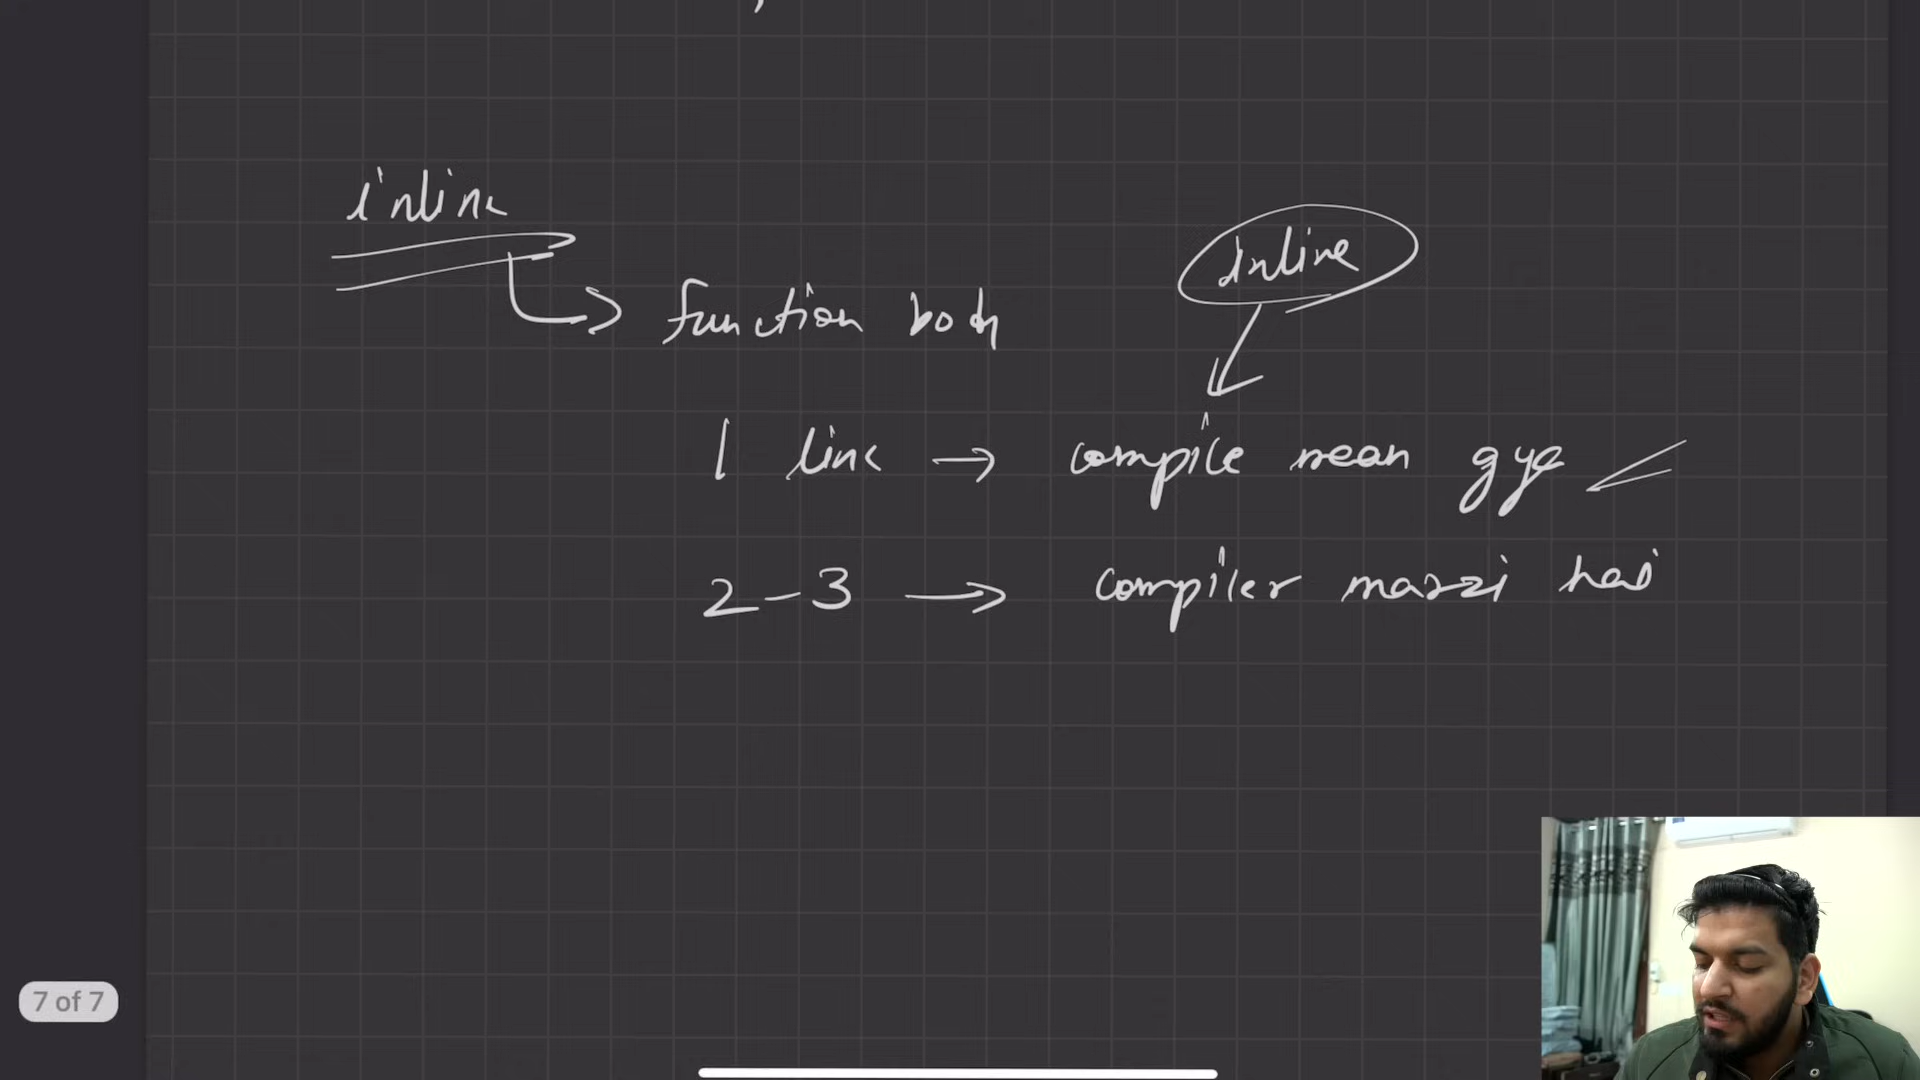 inline
inline
function body
1 line → compile mean gye
2-3 → compiler marzi hai
7 of 7